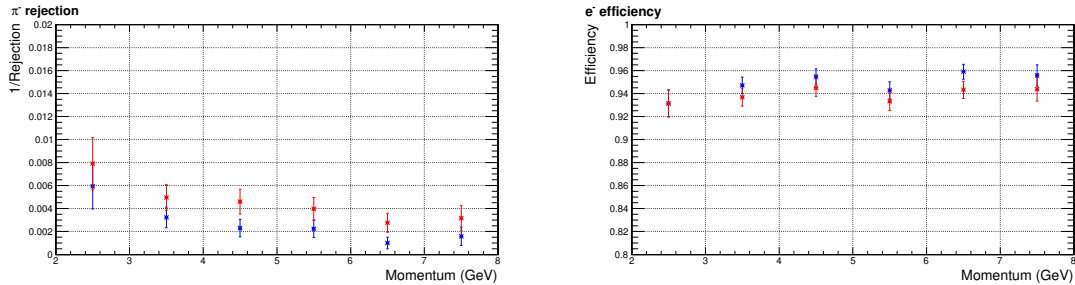 π- rejection
1/Rejection
0.02
0.018
0.016
0.014
0.012
0.01
0.008
0.006
0.004
0.002
0
2 3 4 5 6 7 8
Momentum (GeV)
e- efficiency
Efficiency
1
0.98
0.96
0.94
0.92
0.9
0.88
0.86
0.84
0.82
0.8
2 3 4 5 6 7 8
Momentum (GeV)